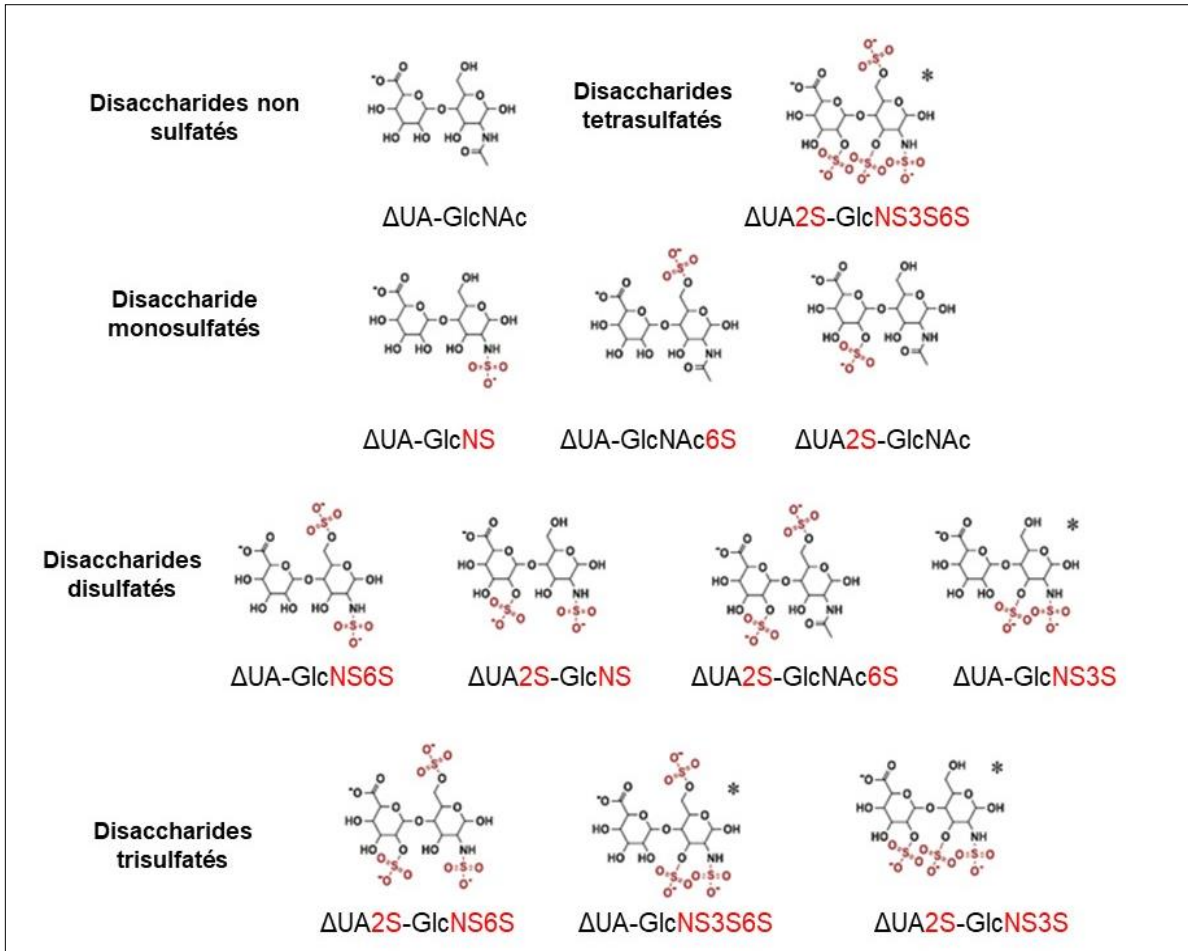 Disaccharides non
sulfatés
Disaccharides
tetrasulfatés
*
ΔUA-GlcNAc
ΔUA2S-GlcNS3S6S
Disaccharide
monosulfatés
ΔUA-GlcNS
ΔUA-GlcNAc6S
ΔUA2S-GlcNAc
Disaccharides
disulfatés
*
ΔUA-GlcNS6S
ΔUA2S-GlcNS
ΔUA2S-GlcNAc6S
ΔUA-GlcNS3S
Disaccharides
trisulfatés
*
*
ΔUA2S-GlcNS6S
ΔUA-GlcNS3S6S
ΔUA2S-GlcNS3S